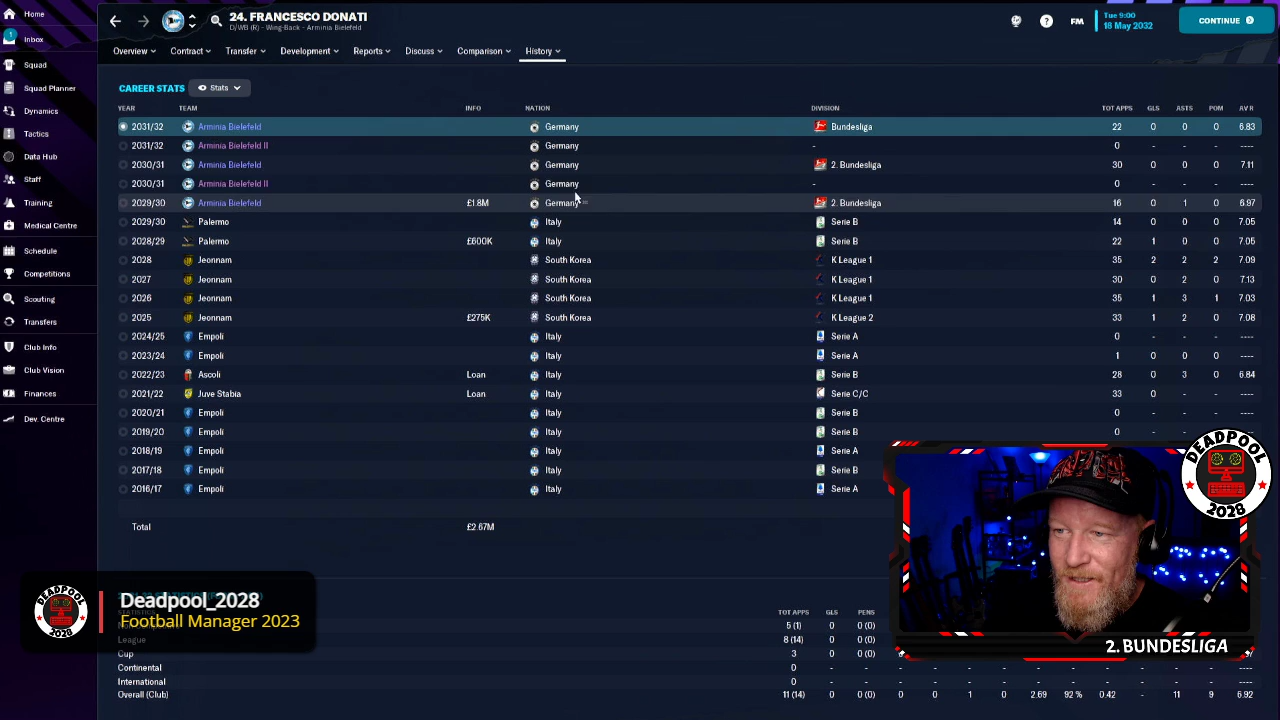 Home
Inbox
1
Squad
Squad Planner
Dynamics
Tactics
Data Hub
Staff
Training
Medical Centre
Schedule
Competitions
Scouting
Transfers
Club Info
Club Vision
Finances
Dev. Centre
24. FRANCESCO DONATI
D/WB (R) - Wing-Back - Arminia Bielefeld
FM
Tue 9:00
18 May 2032
CONTINUE
Overview Contract Transfer Development Reports Discuss Comparison History
CAREER STATS Stats
YEAR TEAM INFO NATION DIVISION TOT APPS GLS ASTS POM AV R
2031/32 Arminia Bielefeld Germany Bundesliga 22 0 0 0 6.83
2031/32 Arminia Bielefeld II Germany - 0 - - - ----
2030/31 Arminia Bielefeld Germany 2. Bundesliga 30 0 0 0 7.11
2030/31 Arminia Bielefeld II Germany - 0 - - - ----
2029/30 Arminia Bielefeld £1.8M Germany 2. Bundesliga 16 0 1 0 6.97
2029/30 Palermo Italy Serie B 14 0 0 0 7.05
2028/29 Palermo £600K Italy Serie B 22 1 0 0 7.05
2028 Jeonnam South Korea K League 1 35 2 2 2 7.09
2027 Jeonnam South Korea K League 1 30 0 2 0 7.13
2026 Jeonnam South Korea K League 1 35 1 3 1 7.03
2025 Jeonnam £275K South Korea K League 2 33 1 2 0 7.08
2024/25 Empoli Italy Serie A 0 - - - ----
2023/24 Empoli Italy Serie A 1 0 0 0 ----
2022/23 Ascoli Loan Italy Serie B 28 0 3 0 6.84
2021/22 Juve Stabia Loan Italy Serie C/C 33 0 - - ----
2020/21 Empoli Italy Serie B 0 - - - ----
2019/20 Empoli Italy Serie B 0 - - - ----
2018/19 Empoli Italy Serie A
2017/18 Empoli Italy Serie B
2016/17 Empoli Italy Serie A
Total £2.67M
DEADPOOL
2028
Deadpool_2028
Football Manager 2023
DEADPOOL
2028
2. BUNDESLIGA
TOT APPS GLS PENS
5 (1) 0 0 (0)
League 8 (14) 0 0 (0)
Cup 3 0 0 (0)
Continental 0 - - - - - - - - - - - ----
International 0 - - - - - - - - - - - ----
Overall (Club) 11 (14) 0 0 (0) 0 0 1 0 2.69 92 % 0.42 - 11 9 6.92